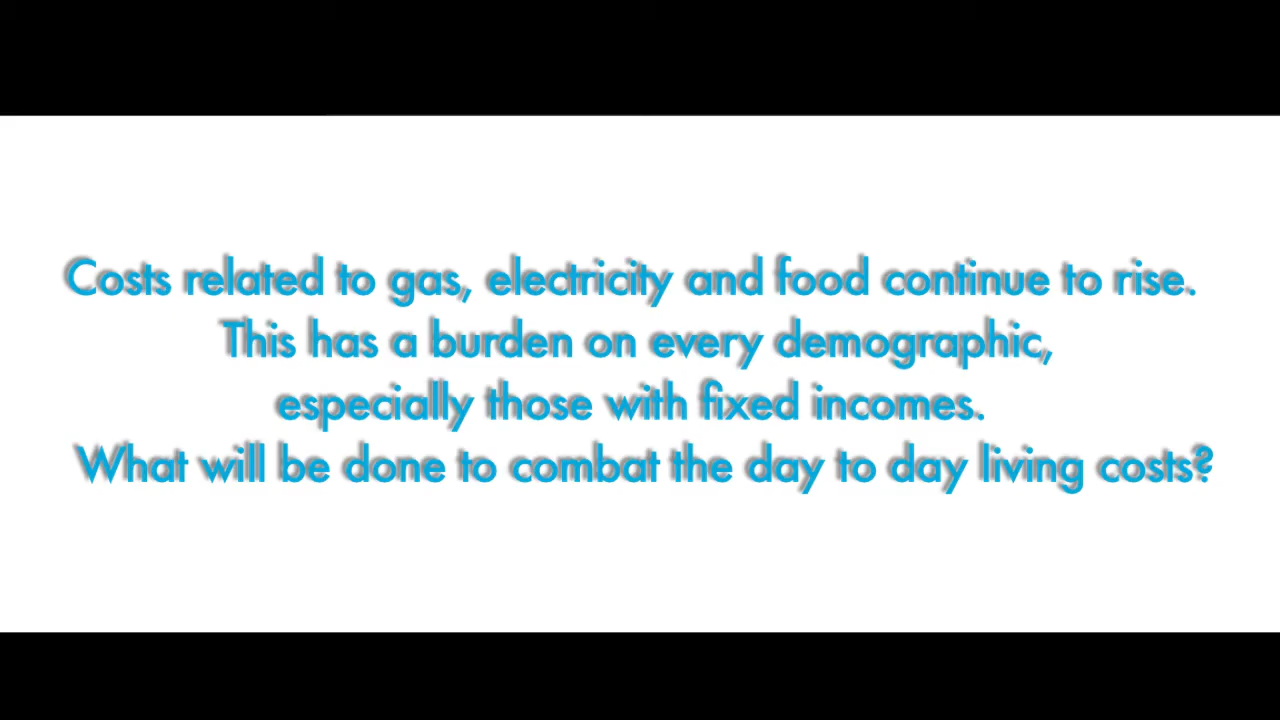 Costs related to gas, electricity and food continue to rise.
This has a burden on every demographic,
especially those with fixed incomes.
What will be done to combat the day to day living costs?